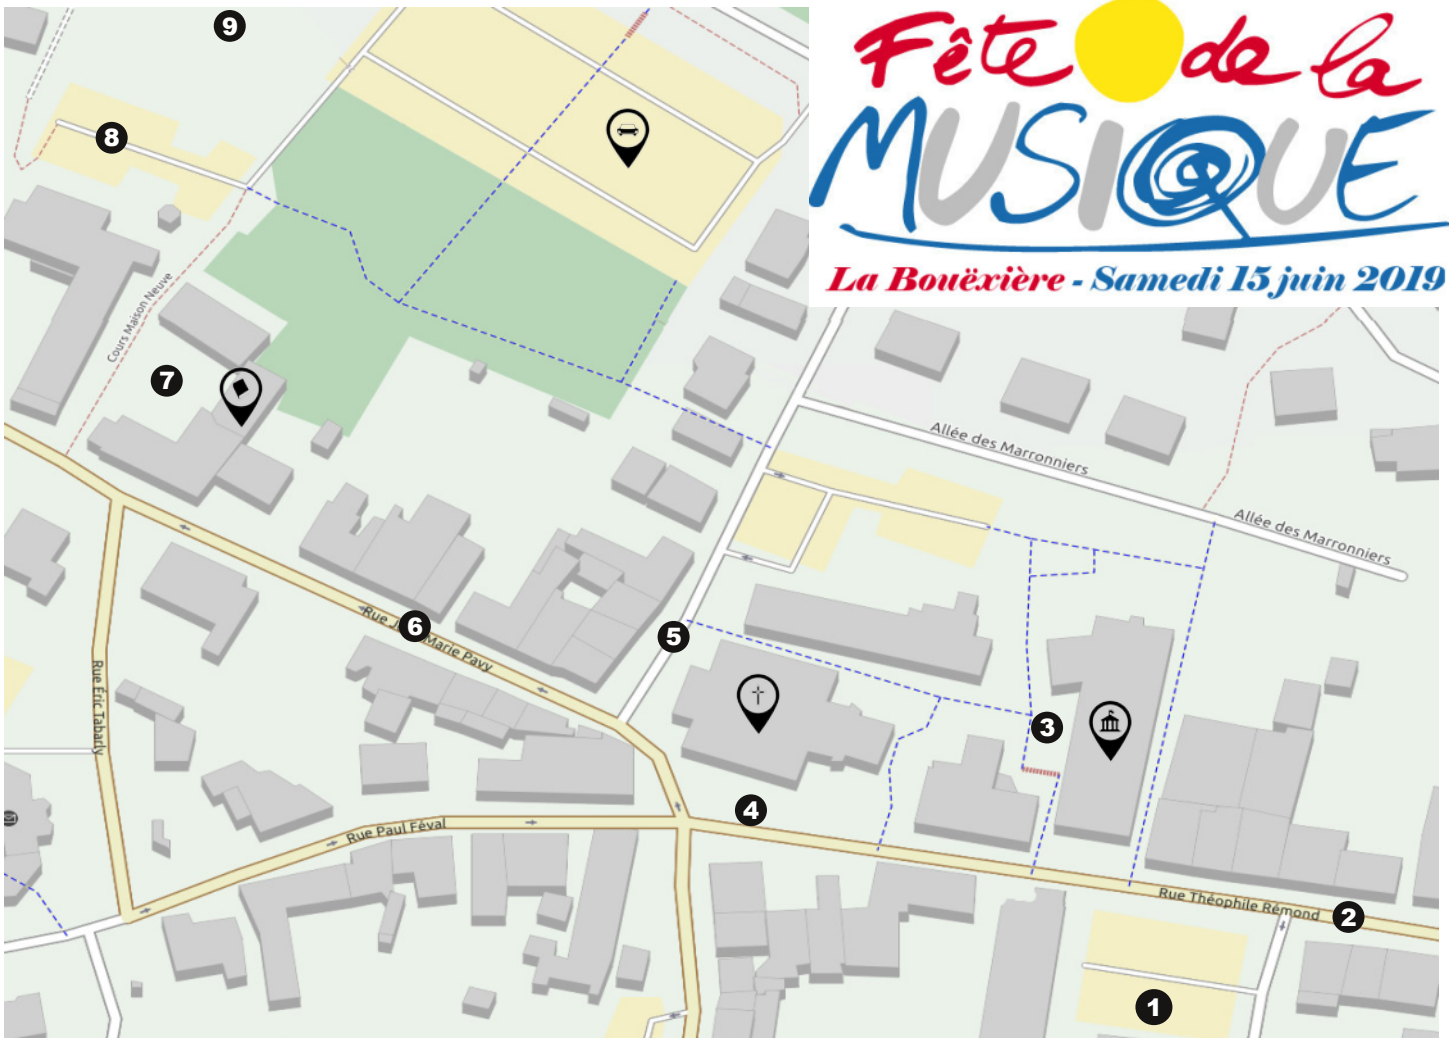 9
Fête de la
MUSIQUE
La Bouëxière - Samedi 15 juin 2019
8
Cours Maison Neuve
7
Allée des Marronniers
Allée des Marronniers
6
Rue J Marie Pavy
5
Rue Eric Tabarly
3
4
Rue Paul Féval
Rue Théophile Rémond
2
1